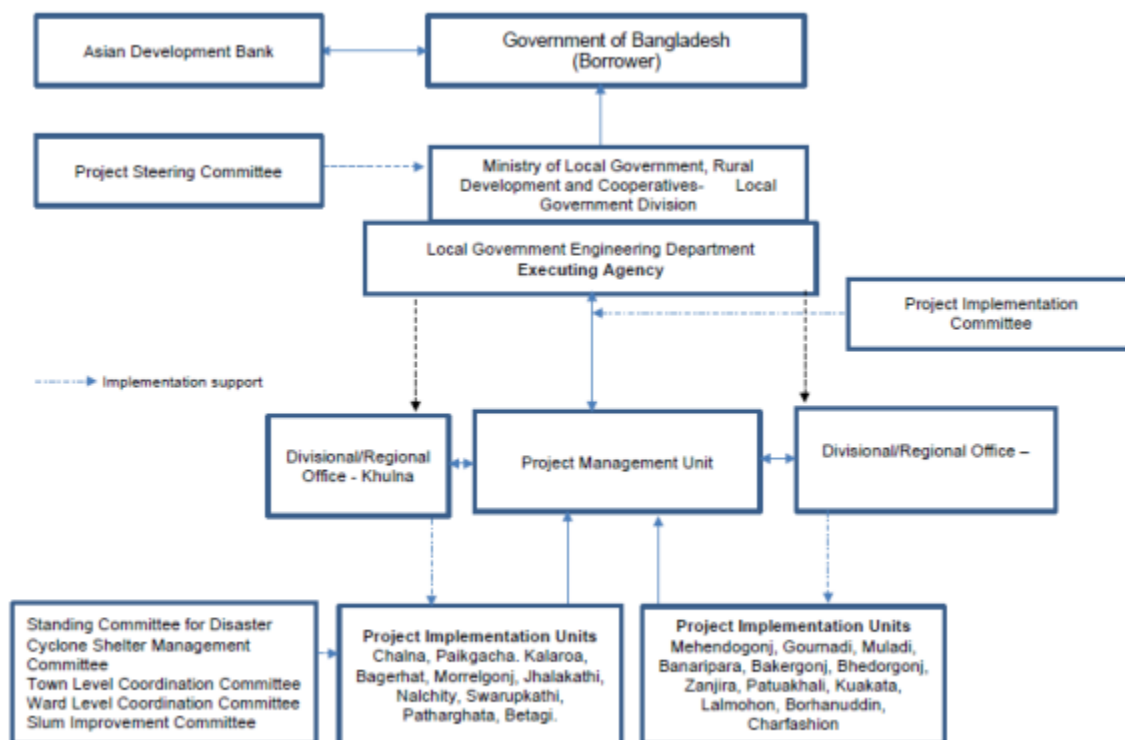 Asian Development Bank
Government of Bangladesh
(Borrower)
Project Steering Committee
Ministry of Local Government, Rural
Development and Cooperatives- Local
Government Division
Local Government Engineering Department
Executing Agency
Project Implementation
Committee
Implementation support
Divisional/Regional
Office - Khulna
Project Management Unit
Divisional/Regional Office –
Standing Committee for Disaster
Cyclone Shelter Management
Committee
Town Level Coordination Committee
Ward Level Coordination Committee
Slum Improvement Committee
Project Implementation Units
Chalna, Paikgacha. Kalaroa,
Bagerhat, Morrelgonj, Jhalakathi,
Nalchity, Swarupkathi,
Patharghata, Betagi.
Project Implementation Units
Mehendogonj, Gournadi, Muladi,
Banaripara, Bakergonj, Bhedorgonj,
Zanjira, Patuakhali, Kuakata,
Lalmohon, Borhanuddin,
Charfashion